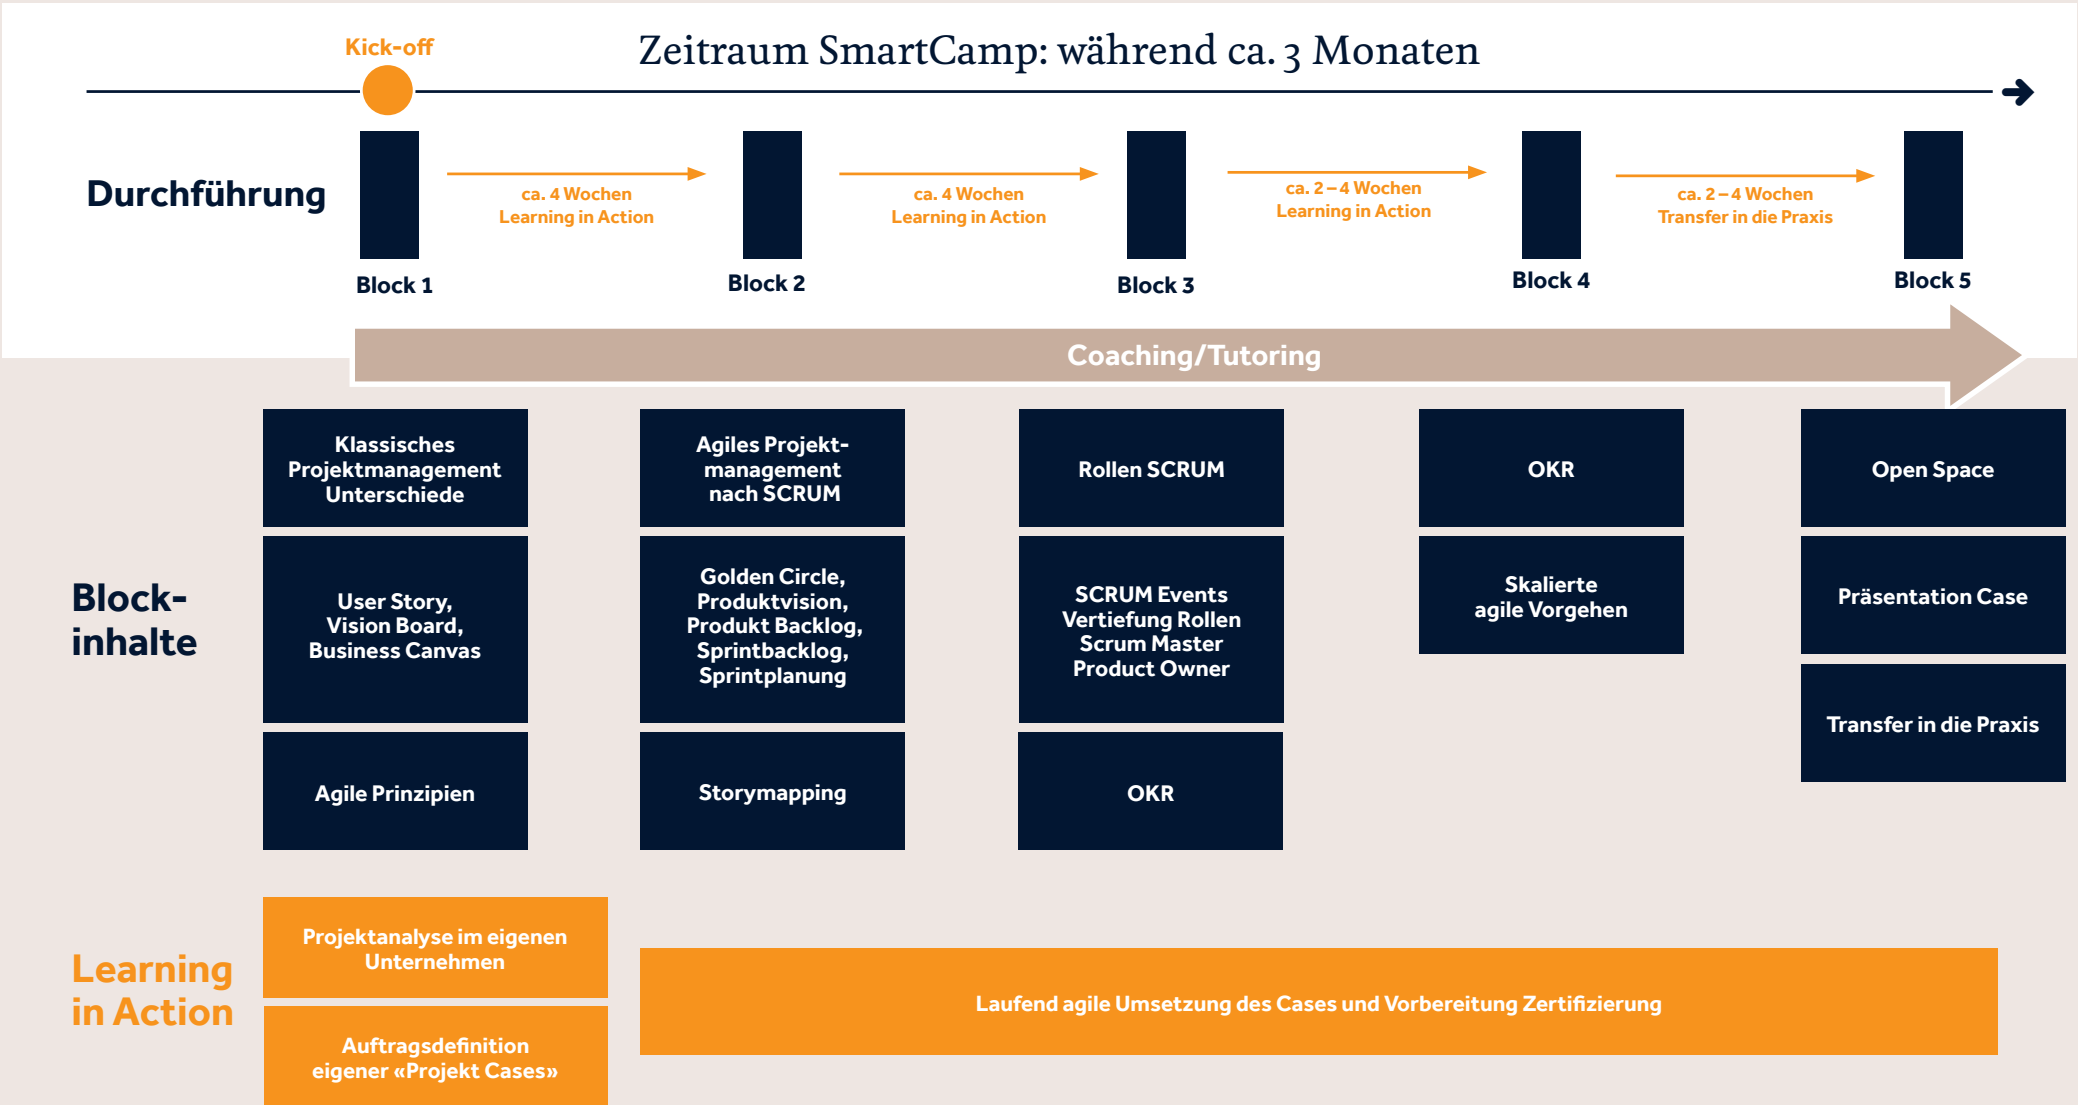 Kick-off
Zeitraum SmartCamp: während ca. 3 Monaten
Durchführung
ca. 4 Wochen
Learning in Action
ca. 4 Wochen
Learning in Action
ca. 2 – 4 Wochen
Learning in Action
ca. 2 – 4 Wochen
Transfer in die Praxis
Block 1
Block 2
Block 3
Block 4
Block 5
Coaching/Tutoring
Block-
inhalte
Klassisches
Projektmanagement
Unterschiede
User Story,
Vision Board,
Business Canvas
Agile Prinzipien
Agiles Projekt-
management
nach SCRUM
Golden Circle,
Produktvision,
Produkt Backlog,
Sprintbacklog,
Sprintplanung
Storymapping
Rollen SCRUM
SCRUM Events
Vertiefung Rollen
Scrum Master
Product Owner
OKR
OKR
Skalierte
agile Vorgehen
Open Space
Präsentation Case
Transfer in die Praxis
Learning
in Action
Projektanalyse im eigenen
Unternehmen
Auftragsdefinition
eigener «Projekt Cases»
Laufend agile Umsetzung des Cases und Vorbereitung Zertifizierung